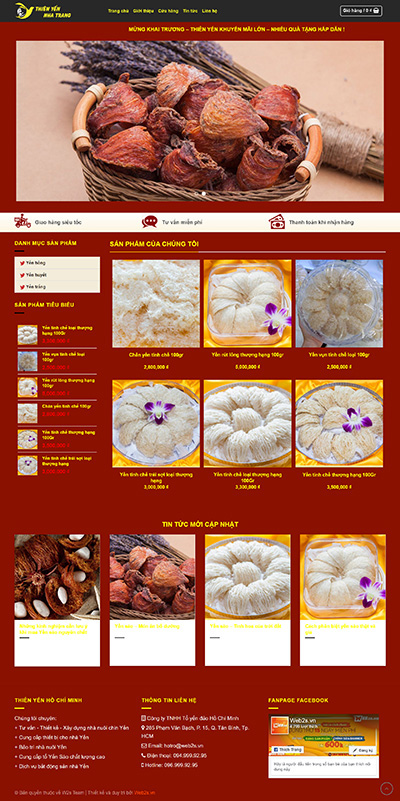 THIÊN YẾN
NHA TRANG
Trang chủ Giới thiệu Cửa hàng Tin tức Liên hệ
Giỏ hàng / 0 ₫
MỪNG KHAI TRƯƠNG – THIÊN YẾN KHUYẾN MÃI LỚN – NHIỀU QUÀ TẶNG HẤP DẪN !
Giao hàng siêu tốc
Tư vấn miễn phí
Thanh toán khi nhận hàng
DANH MỤC SẢN PHẨM
Yến hồng
Yến huyết
Yến trắng
SẢN PHẨM TIÊU BIỂU
Yến tinh chế loại thượng
hạng 100Gr
Yến vụn tinh chế loại
100gr
Yến rút lông thượng hạng
100gr
Chân yến tinh chế 100gr
Yến tinh chế thượng hạng
100Gr
Yến tinh chế trái sợi loại
thượng hạng
SẢN PHẨM CỦA CHÚNG TÔI
Chân yến tinh chế 100gr
2,800,000 ₫
Yến rút lông thượng hạng 100gr
Yến vụn tinh chế loại 100gr
2,500,000 ₫
Yến tinh chế trái sợi loại thượng
hạng
3,000,000 ₫
Yến tinh chế loại thượng hạng
100Gr
3,300,000 ₫
Yến tinh chế thượng hạng 100Gr
3,500,000 ₫
TIN TỨC MỚI CẬP NHẬT
THIÊN YẾN HỒ CHÍ MINH
Chúng tôi chuyên:
+ Tư vấn - Thiết kế - Xây dựng nhà nuôi chim Yến
+ Cung cấp thiết bị cho nhà Yến
+ Bảo trì nhà nuôi Yến
+ Cung cấp tổ Yến Sào chất lượng cao
+ Dịch vụ bất động sản nhà Yến
THÔNG TIN LIÊN HỆ
Công ty TNHH Tổ yến đảo Hồ Chí Minh
285 Phạm Văn Bạch, P. 15, Q. Tân Bình, Tp.
HCM
Email: hotro@web2s.vn
Điện thoại: 094.999.92.95
Hotline: 096.999.92.95
FANPAGE FACEBOOK
Web2s.vn
Thích Trang
Đăng ký
© Bản quyền thuộc về W2s Team | Thiết kế và duy trì bởi Web2s.vn